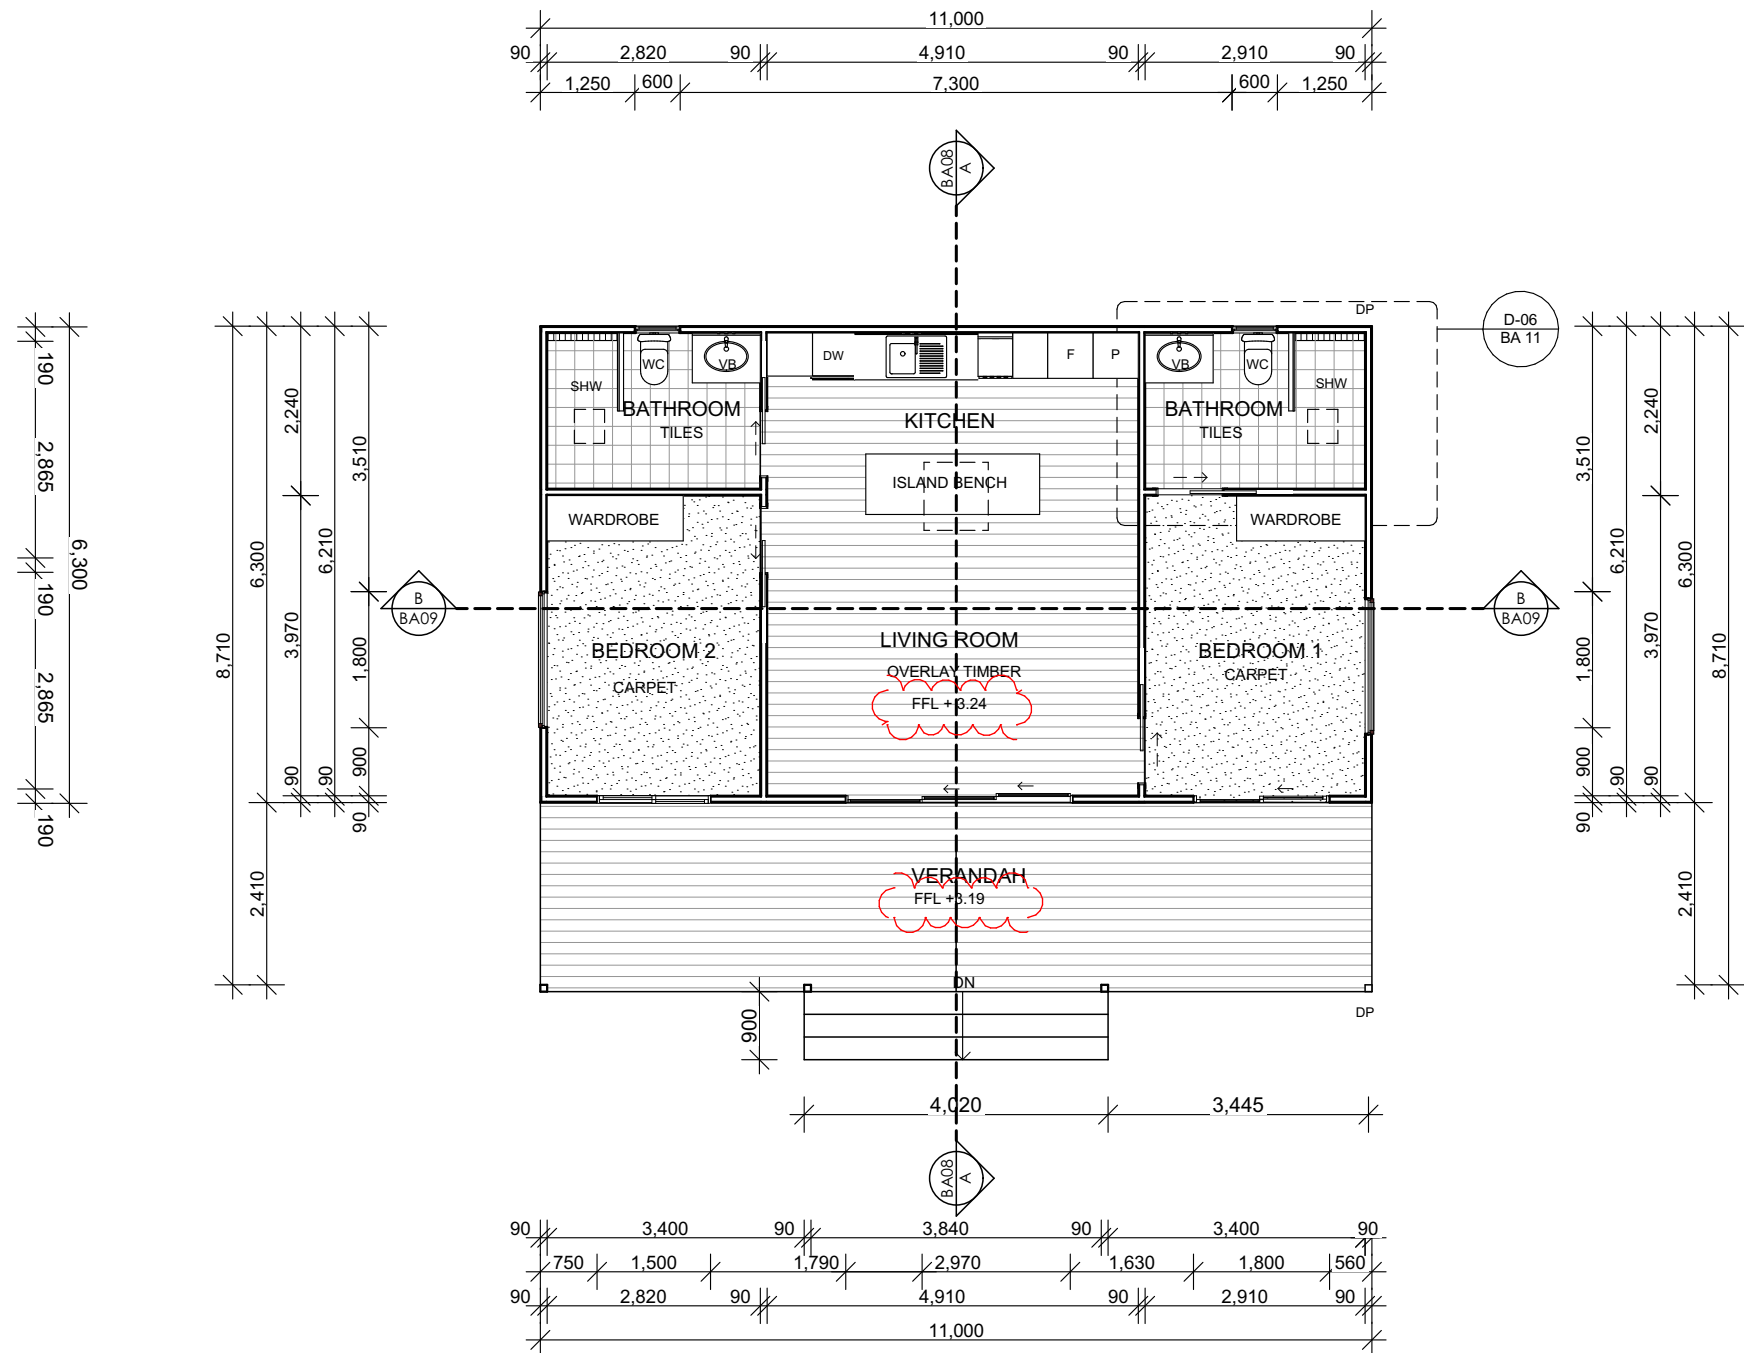 11,000
90 2,820 90 4,910 90 2,910 90
1,250 600 7,300 600 1,250
BA08
A
DP
D-06
BA 11
190
2,865
190
2,865
190
6,300
8,710
6,300
2,410
2,240
3,970
90
6,210
90
3,510
1,800
900
90
WC
VB
DW
F
P
VB
WC
SHW
SHW
BATHROOM
TILES
KITCHEN
BATHROOM
TILES
ISLAND BENCH
WARDROBE
WARDROBE
B
BA09
B
BA09
LIVING ROOM
OVERLAY TIMBER
FFL + 3.24
BEDROOM 2
CARPET
BEDROOM 1
CARPET
3,510
1,800
900
90
6,210
90
2,240
3,970
90
6,300
2,410
8,710
VERANDAH
FFL +3.19
DN
DP
900
4,020 3,445
BA08
A
90 3,400 90 3,840 90 3,400 90
750 1,500 1,790 2,970 1,630 1,800 560
90 2,820 90 4,910 90 2,910 90
11,000